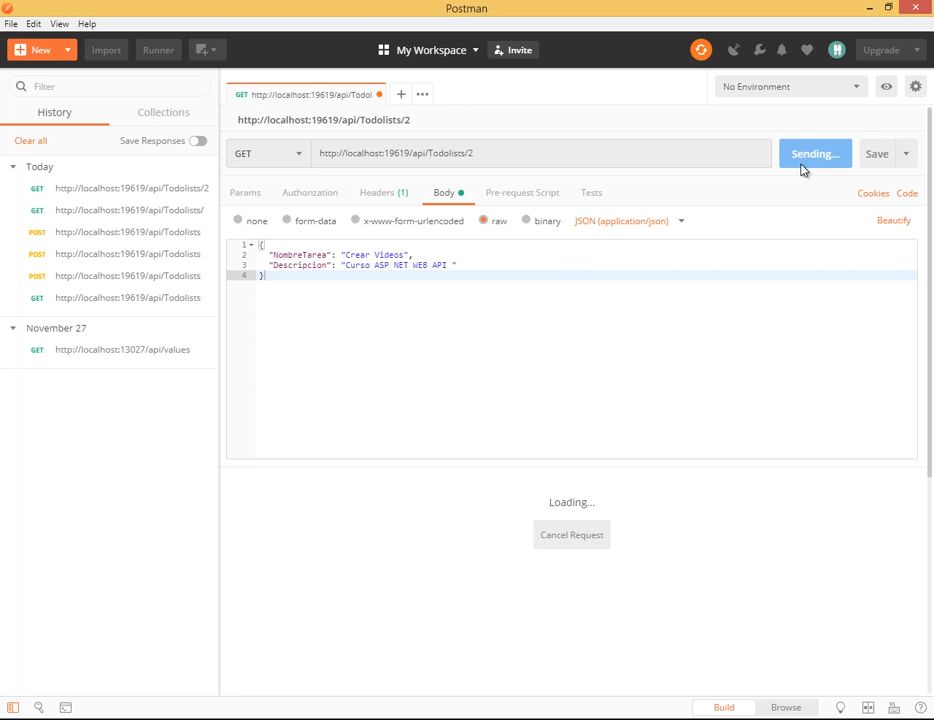 Postman
File Edit View Help
New Import Runner My Workspace Invite Upgrade
Filter
History Collections
Clear all Save Responses
Today
GET http://localhost:19619/api/Todolists/2
GET http://localhost:19619/api/Todolists/
POST http://localhost:19619/api/Todolists
POST http://localhost:19619/api/Todolists
POST http://localhost:19619/api/Todolists
GET http://localhost:19619/api/Todolists
November 27
GET http://localhost:13027/api/values
GET http://localhost:19619/api/Todol
No Environment
http://localhost:19619/api/Todolists/2
GET http://localhost:19619/api/Todolists/2 Sending... Save
Params Authorization Headers (1) Body Pre-request Script Tests Cookies Code
none form-data x-www-form-urlencoded raw binary JSON (application/json) Beautify
1 {
2 "NombreTarea": "Crear Videos",
3 "Descripcion": "Curso ASP NET WEB API "
4 }
Loading...
Cancel Request
Build Browse